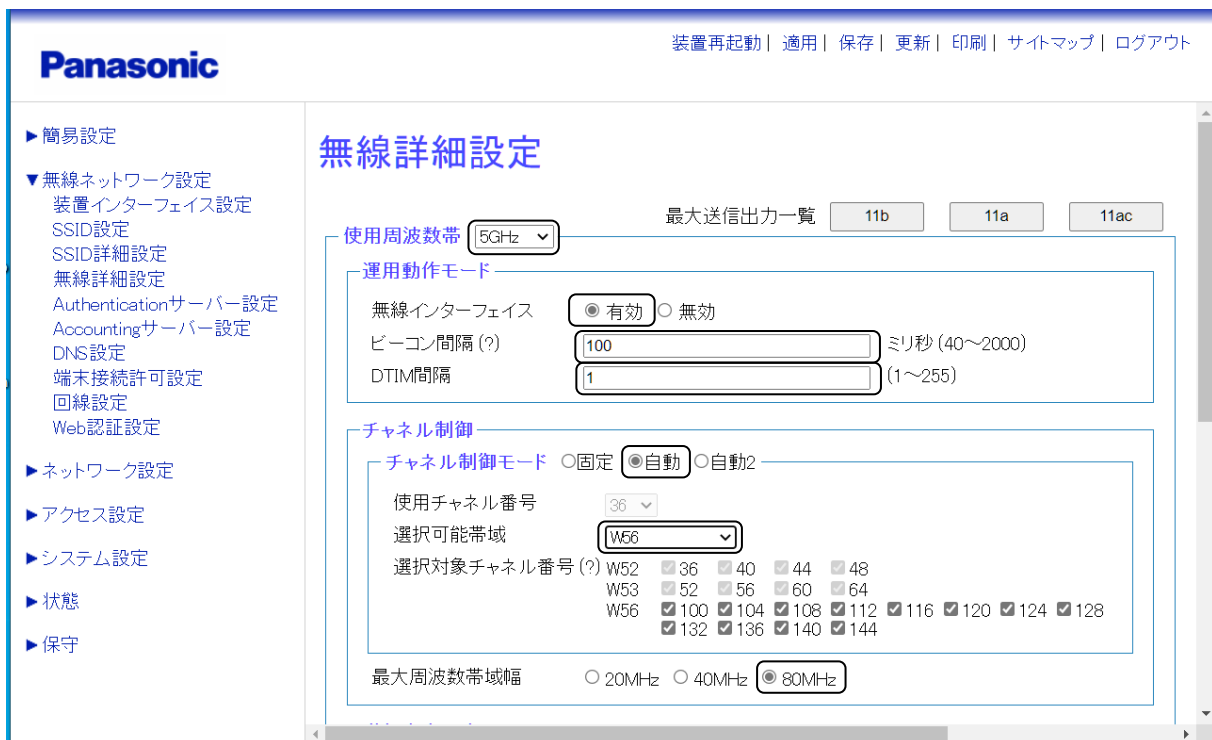 装置再起動| 適用| 保存| 更新| 印刷| サイトマップ| ログアウト
Panasonic
▶簡易設定
▼無線ネットワーク設定
装置インターフェイス設定
SSID設定
SSID詳細設定
無線詳細設定
Authenticationサーバー設定
Accountingサーバー設定
DNS設定
端末接続許可設定
回線設定
Web認証設定
▶ネットワーク設定
▶アクセス設定
▶システム設定
▶状態
▶保守
無線詳細設定
最大送信出力一覧 11b 11a 11ac
使用周波数帯 5GHz
運用動作モード
無線インターフェイス 有効 無効
ビーコン間隔(?) 100 ミリ秒(40～2000)
DTIM間隔 1 (1～255)
チャネル制御
チャネル制御モード 固定 自動 自動2
使用チャネル番号 36
選択可能帯域 W56
選択対象チャネル番号(?) W52 36 40 44 48
W53 52 56 60 64
W56 100 104 108 112 116 120 124 128
132 136 140 144
最大周波数帯域幅 20MHz 40MHz 80MHz